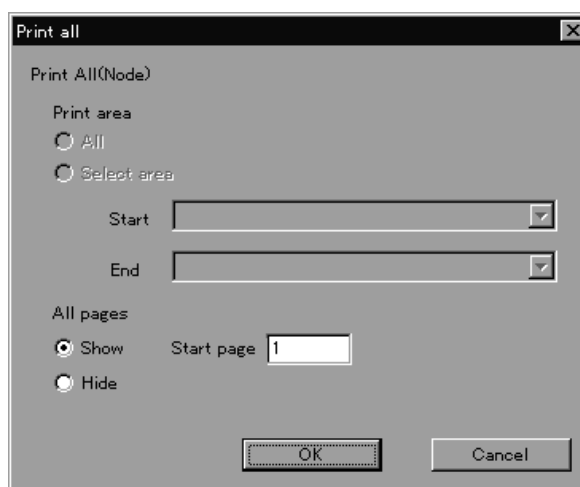 Print all
Print All(Node)
Print area
All
Select area
Start
End
All pages
Show Start page 1
Hide
OK Cancel